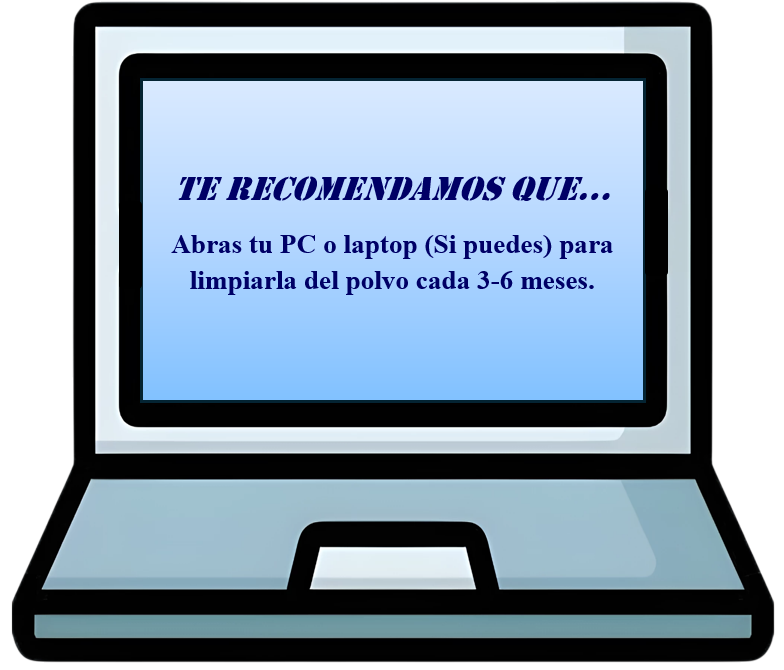 TE RECOMENDAMOS QUE...
Abras tu PC o laptop (Si puedes) para
limpiarla del polvo cada 3-6 meses.